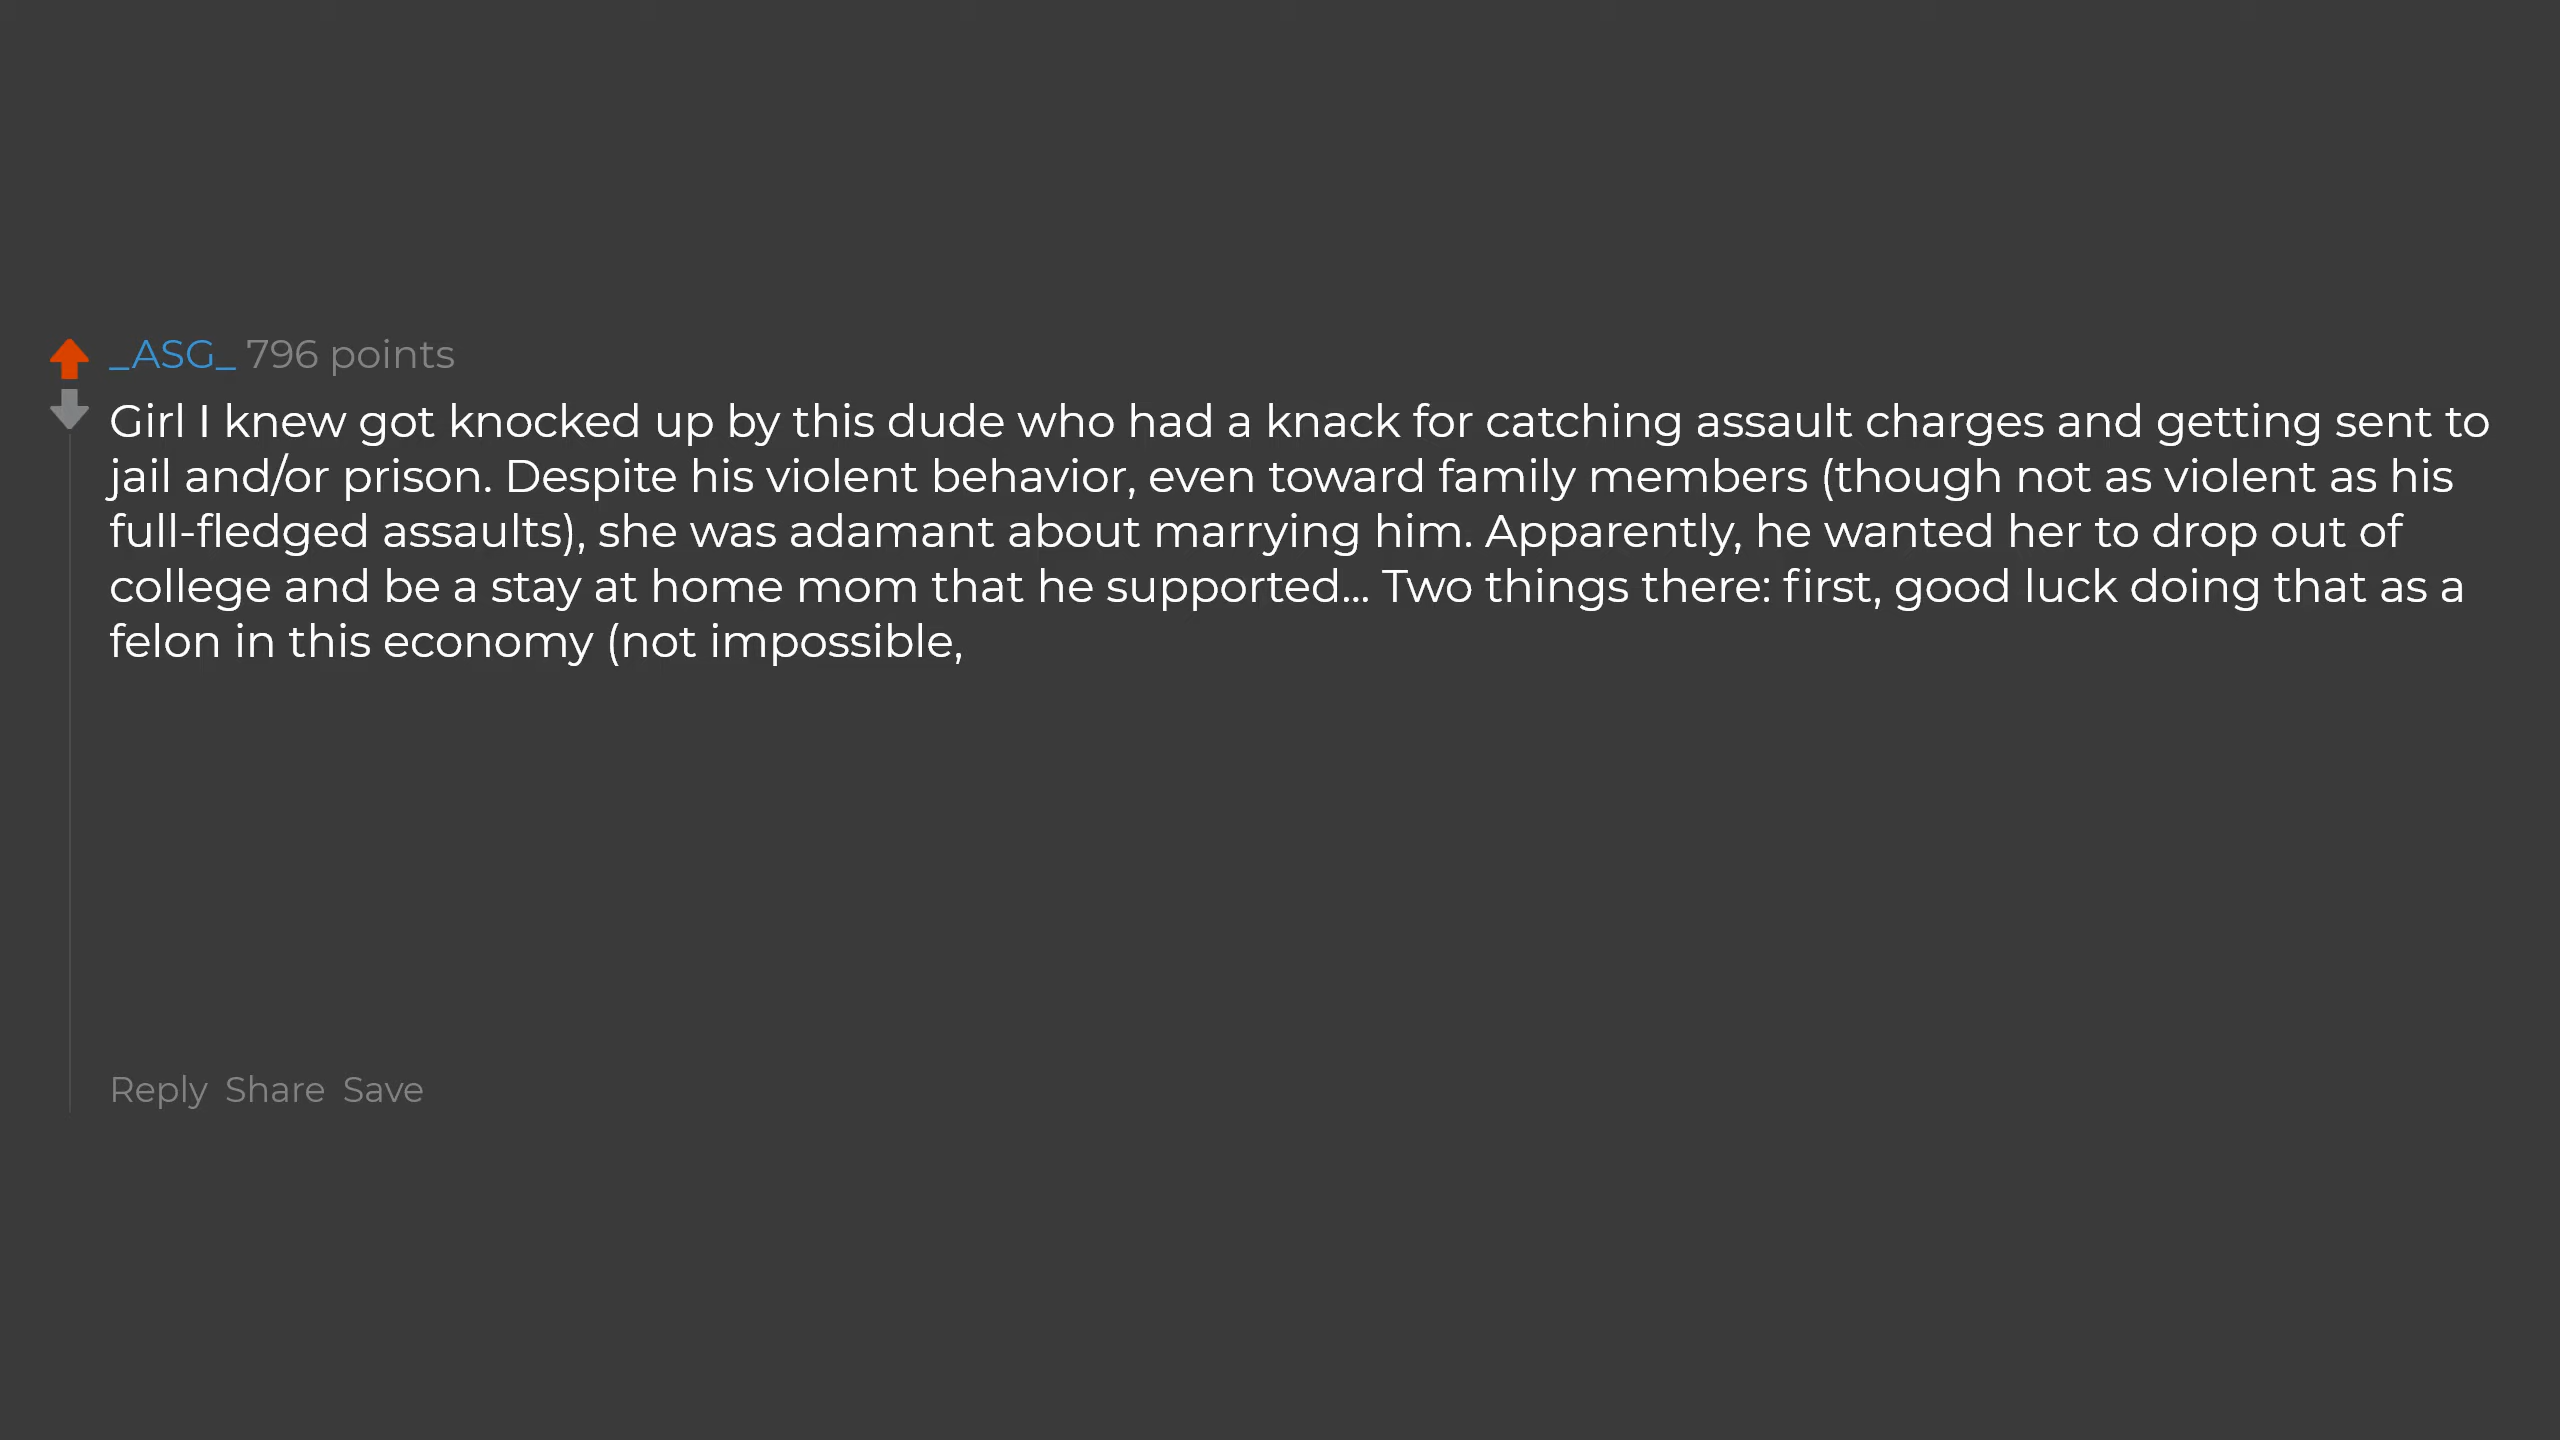 _ASG_ 796 points
Girl I knew got knocked up by this dude who had a knack for catching assault charges and getting sent to
jail and/or prison. Despite his violent behavior, even toward family members (though not as violent as his
full-fledged assaults), she was adamant about marrying him. Apparently, he wanted her to drop out of
college and be a stay at home mom that he supported... Two things there: first, good luck doing that as a
felon in this economy (not impossible,
Reply Share Save